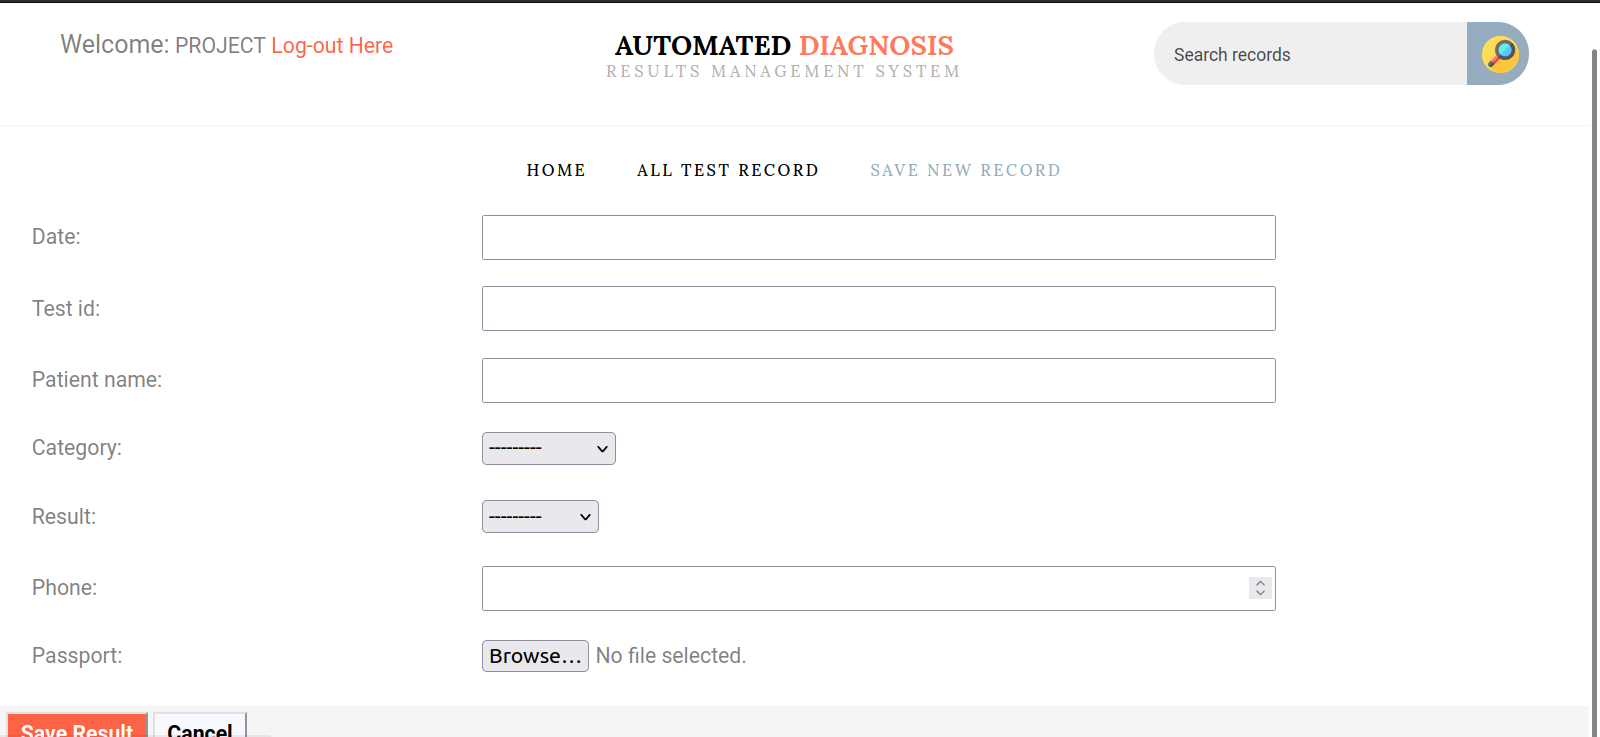 Welcome: PROJECT Log-out Here
AUTOMATED DIAGNOSIS
RESULTS MANAGEMENT SYSTEM
Search records
HOME ALL TEST RECORD SAVE NEW RECORD
Date:
Test id:
Patient name:
Category: ---------
Result: ---------
Phone:
Passport: Browse... No file selected.
Save Result Cancel